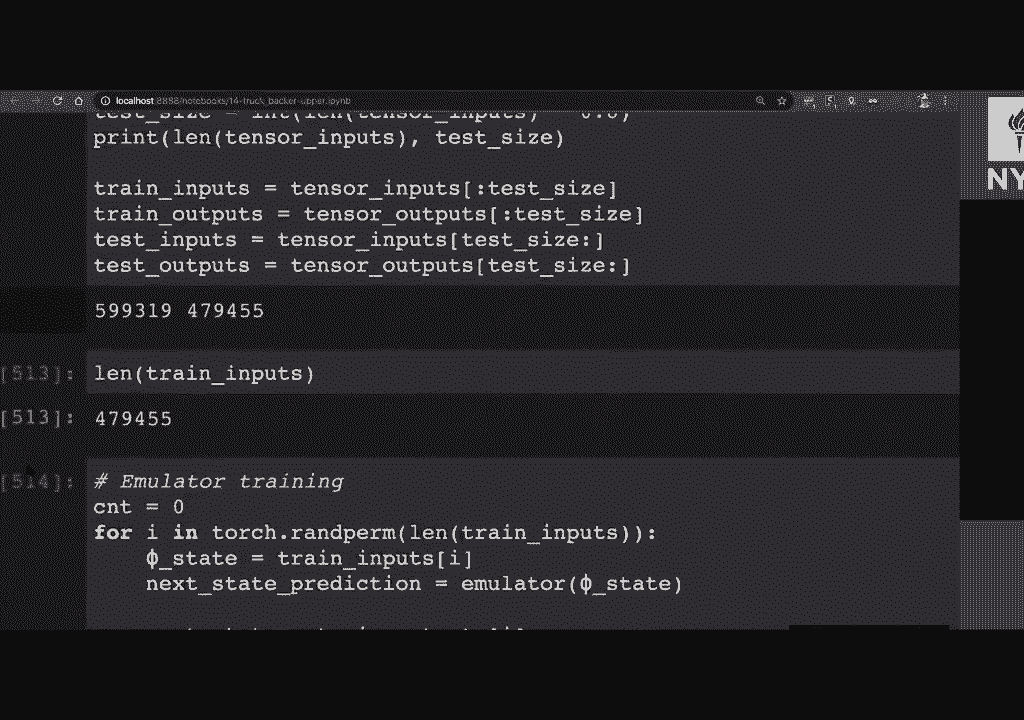 localhost:8888/notebooks/14-truck_backer-upper.ipynb
test_size = int(len(tensor_inputs) * 0.8)
print(len(tensor_inputs), test_size)
train_inputs = tensor_inputs[:test_size]
train_outputs = tensor_outputs[:test_size]
test_inputs = tensor_inputs[test_size:]
test_outputs = tensor_outputs[test_size:]
599319 479455
[513]: len(train_inputs)
[513]: 479455
[514]: # Emulator training
cnt = 0
for i in torch.randperm(len(train_inputs)):
ϕ_state = train_inputs[i]
next_state_prediction = emulator(ϕ_state)
NY